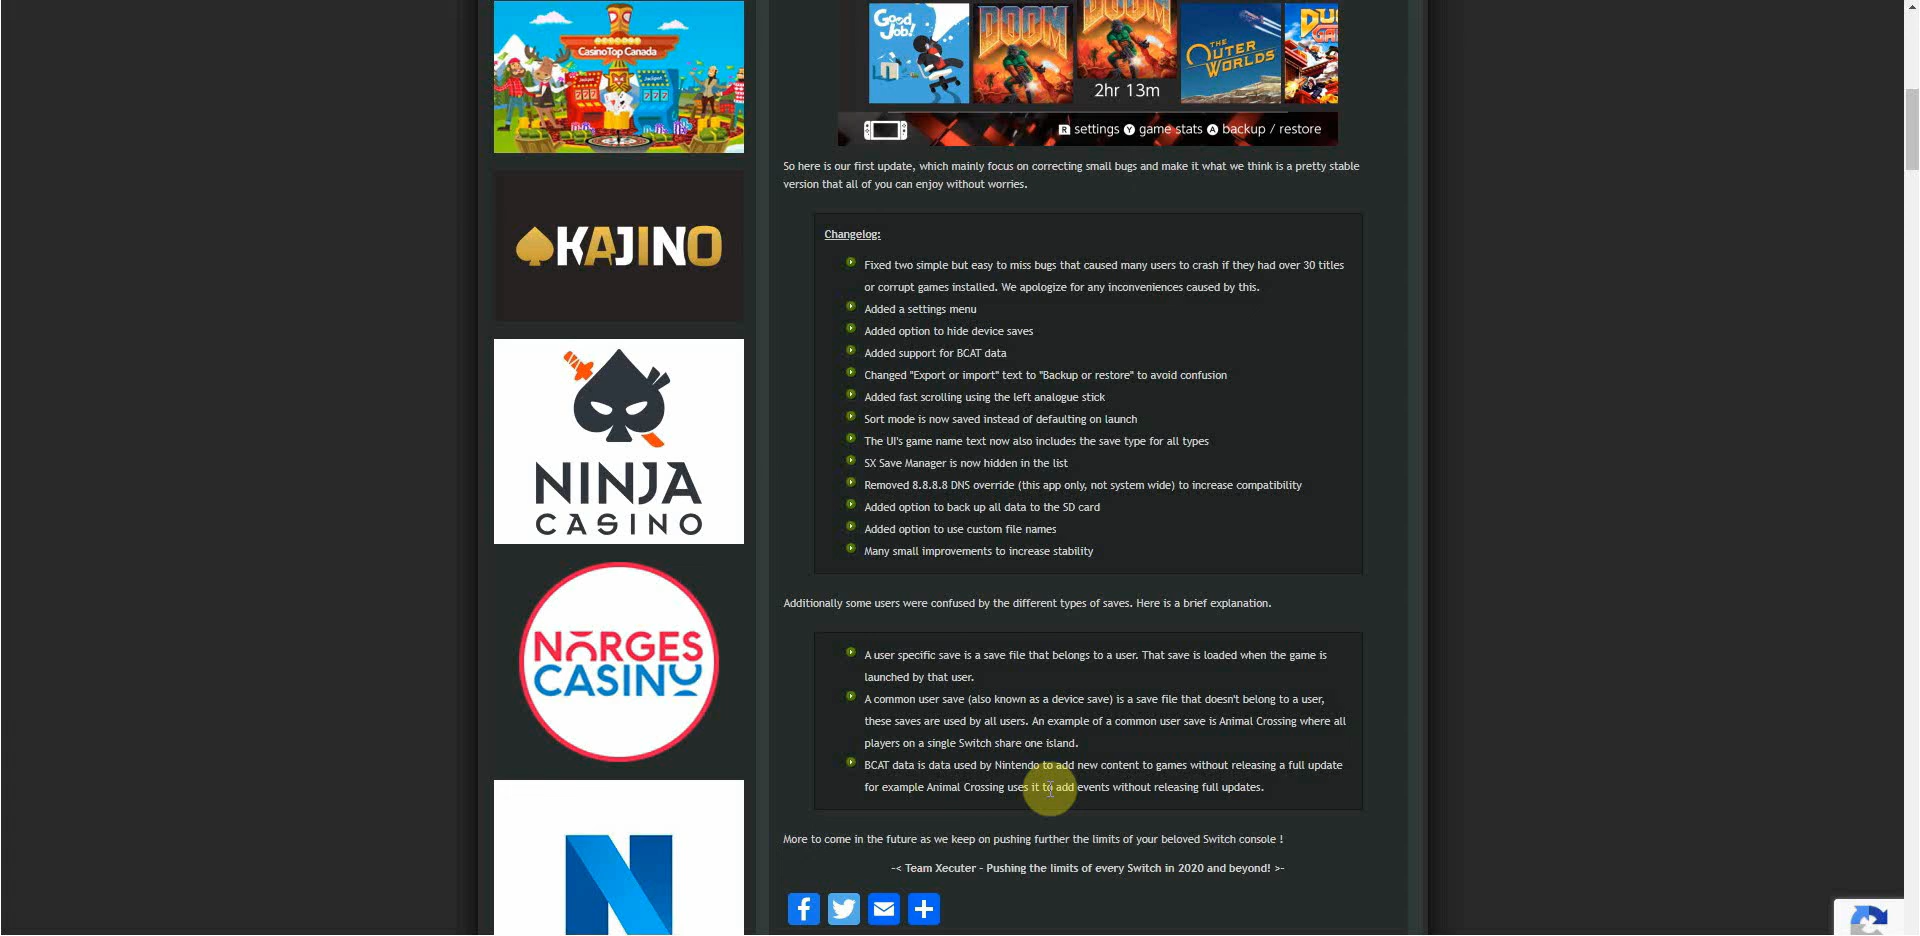 CasinoTop Canada
Jackpot
Jackpot
777
777
KAJINO
NINJA
CASINO
NORGES
CASINO
Good
Job!
DOOM
DOOM
THE
OUTER
WORLDS
2hr 13m
R settings Y game stats A backup / restore
So here is our first update, which mainly focus on correcting small bugs and make it what we think is a pretty stable
version that all of you can enjoy without worries.
Changelog:
Fixed two simple but easy to miss bugs that caused many users to crash if they had over 30 titles
or corrupt games installed. We apologize for any inconveniences caused by this.
Added a settings menu
Added option to hide device saves
Added support for BCAT data
Changed "Export or import" text to "Backup or restore" to avoid confusion
Added fast scrolling using the left analogue stick
Sort mode is now saved instead of defaulting on launch
The UI's game name text now also includes the save type for all types
SX Save Manager is now hidden in the list
Removed 8.8.8.8 DNS override (this app only, not system wide) to increase compatibility
Added option to back up all data to the SD card
Added option to use custom file names
Many small improvements to increase stability
Additionally some users were confused by the different types of saves. Here is a brief explanation.
A user specific save is a save file that belongs to a user. That save is loaded when the game is
launched by that user.
A common user save (also known as a device save) is a save file that doesn't belong to a user,
these saves are used by all users. An example of a common user save is Animal Crossing where all
players on a single Switch share one island.
BCAT data is data used by Nintendo to add new content to games without releasing a full update
for example Animal Crossing uses it to add events without releasing full updates.
More to come in the future as we keep on pushing further the limits of your beloved Switch console !
-< Team Xecuter - Pushing the limits of every Switch in 2020 and beyond! >-